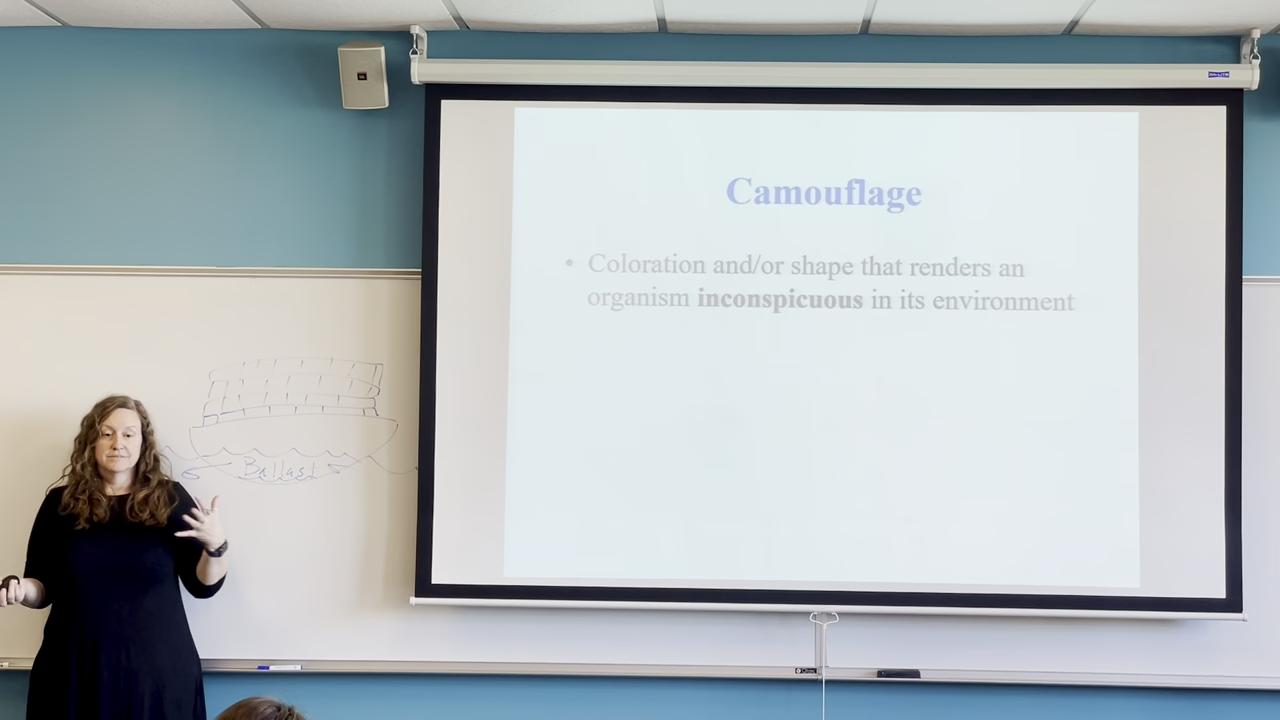 Camouflage
• Coloration and/or shape that renders an
organism inconspicuous in its environment
Ballast